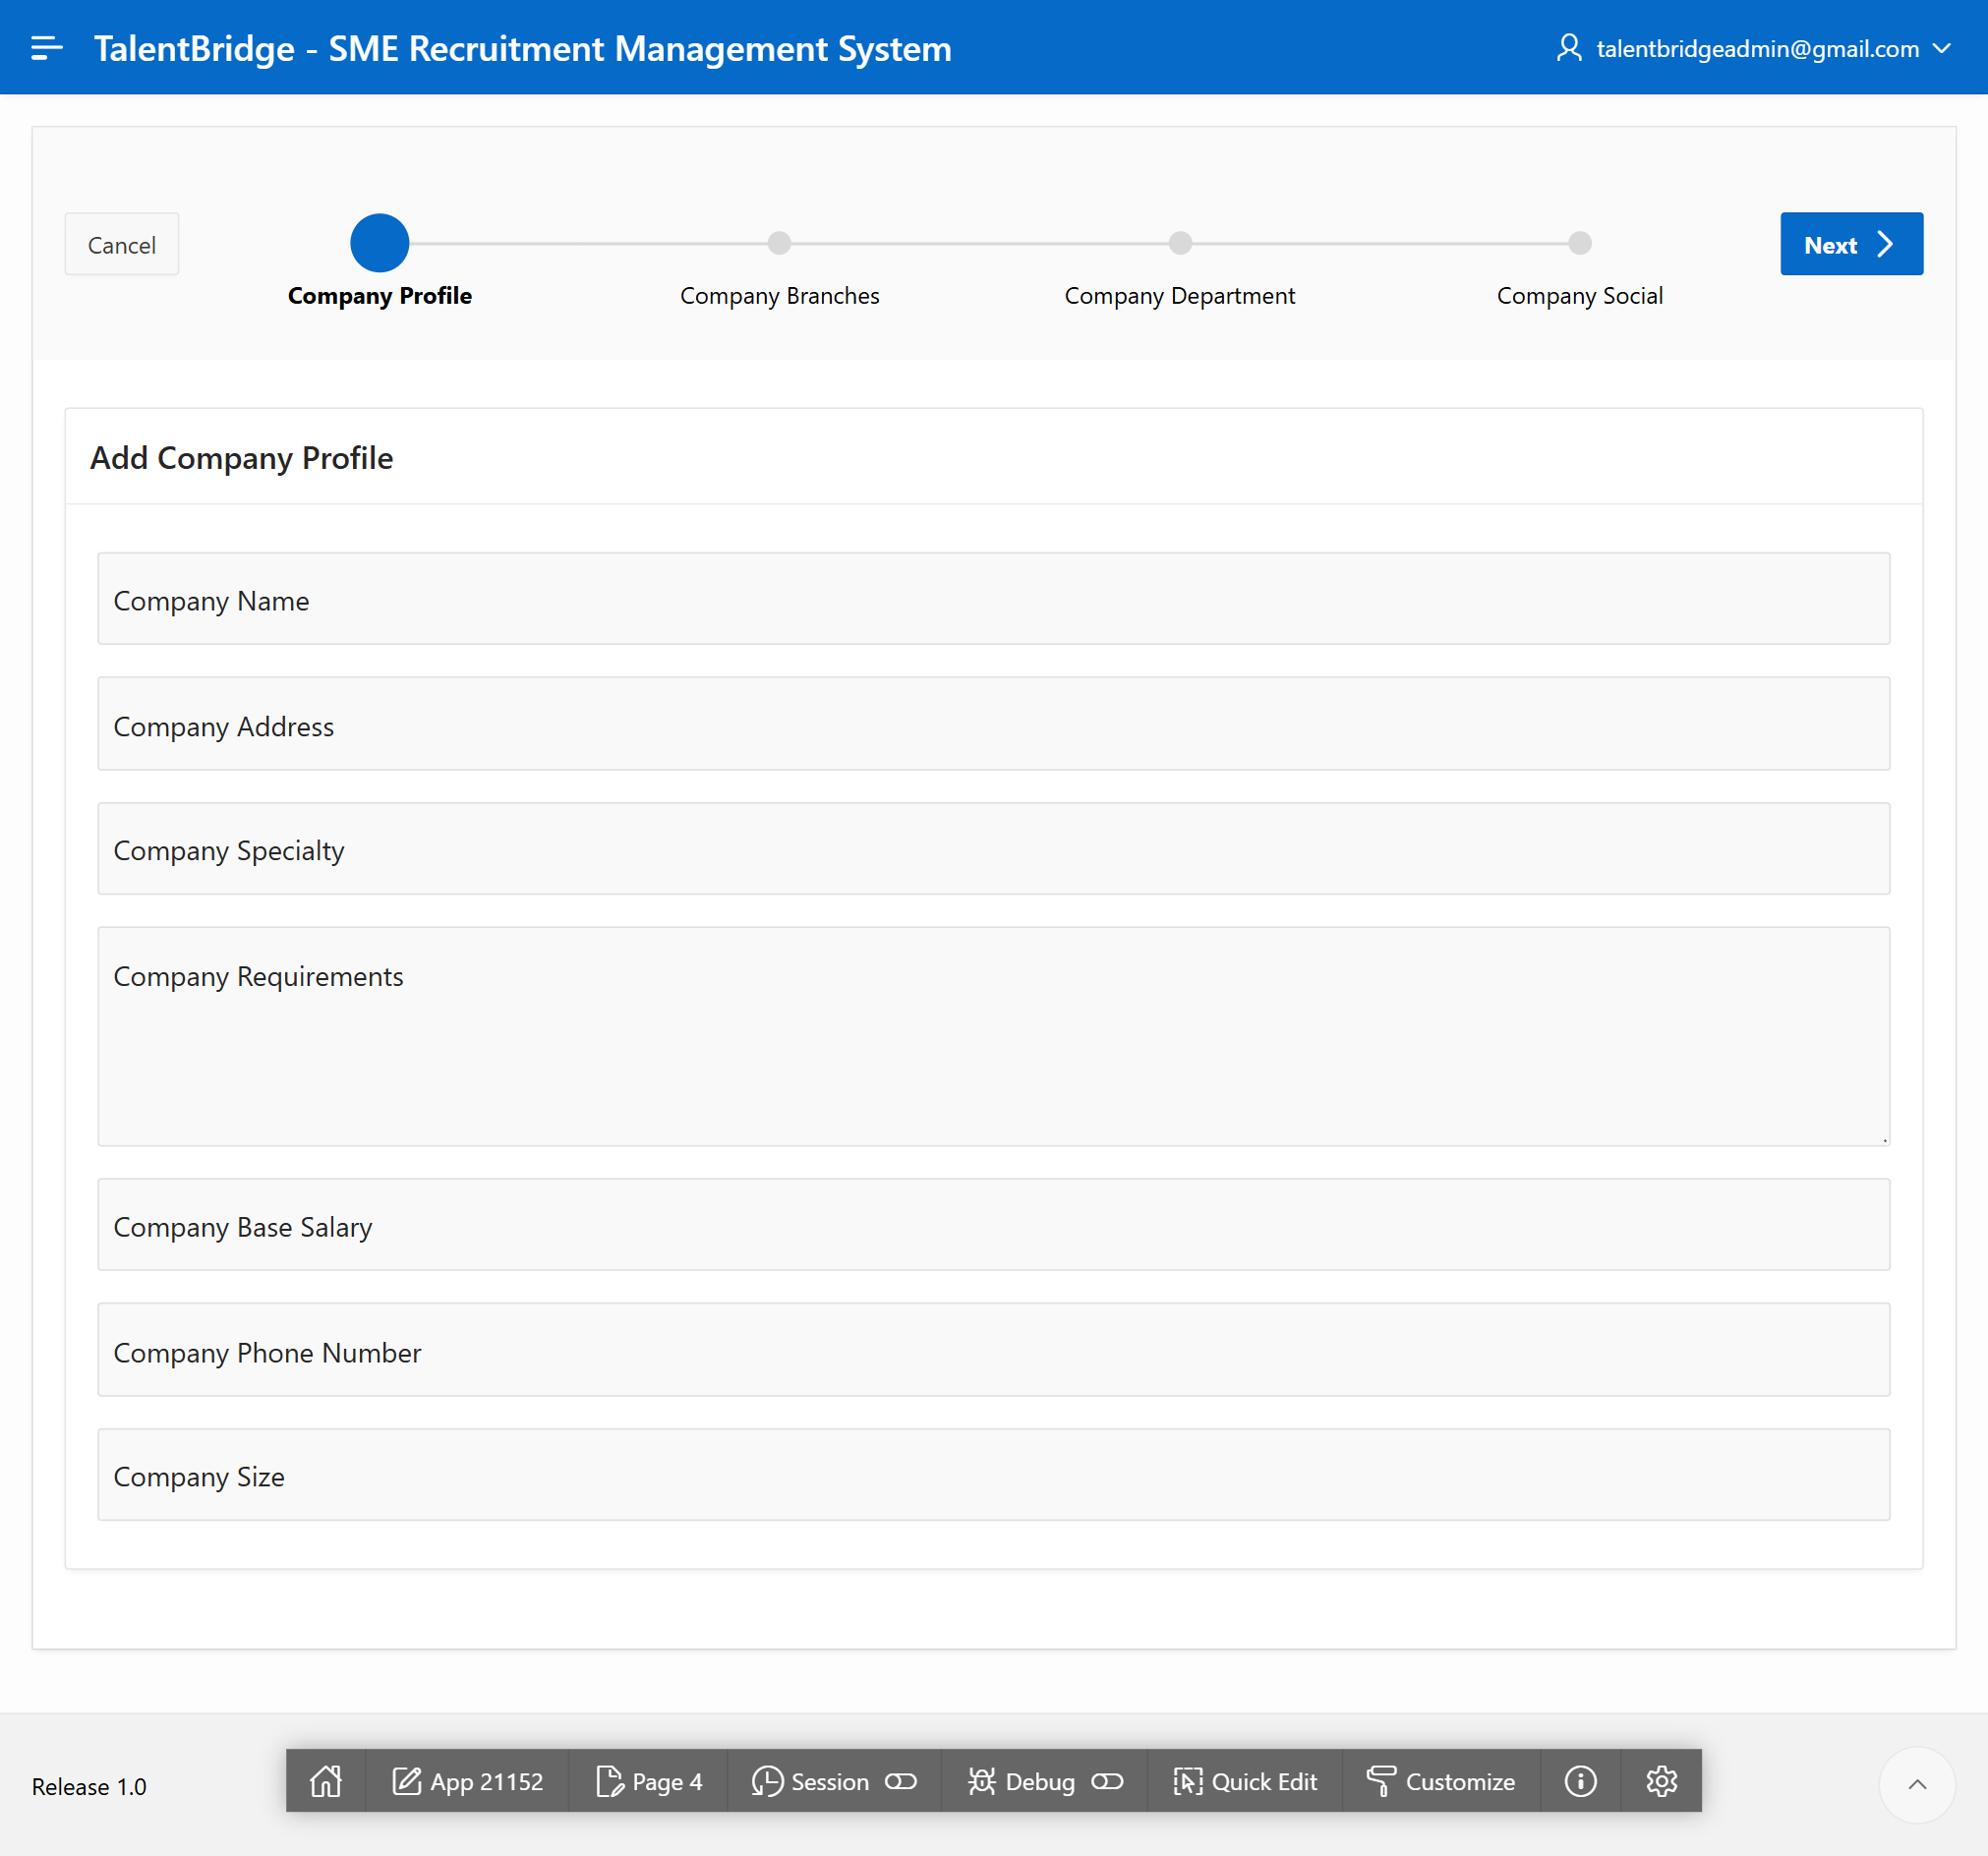 TalentBridge - SME Recruitment Management System
talentbridgeadmin@gmail.com
Cancel
Company Profile
Company Branches
Company Department
Company Social
Next
Add Company Profile
Company Name
Company Address
Company Specialty
Company Requirements
Company Base Salary
Company Phone Number
Company Size
Release 1.0
App 21152
Page 4
Session
Debug
Quick Edit
Customize